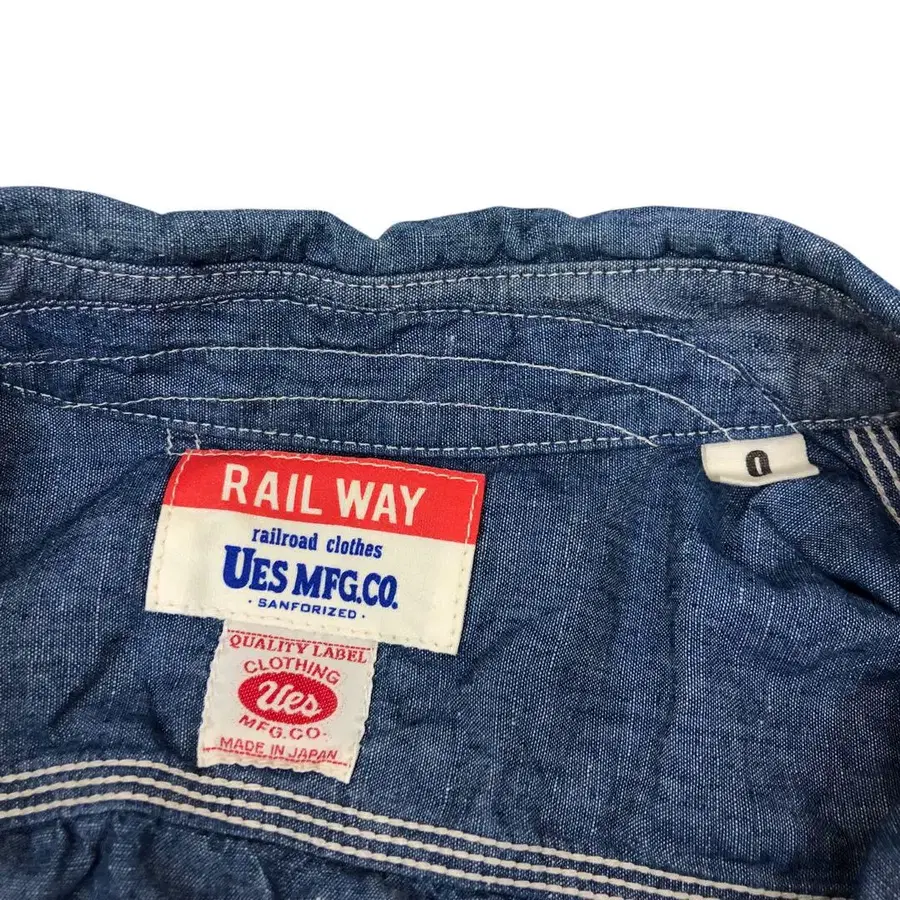 RAIL WAY
railroad clothes
UES MFG.CO.
· SANFORIZED ·
QUALITY LABEL
CLOTHING
Ues
MFG.CO.
MADE IN JAPAN
0